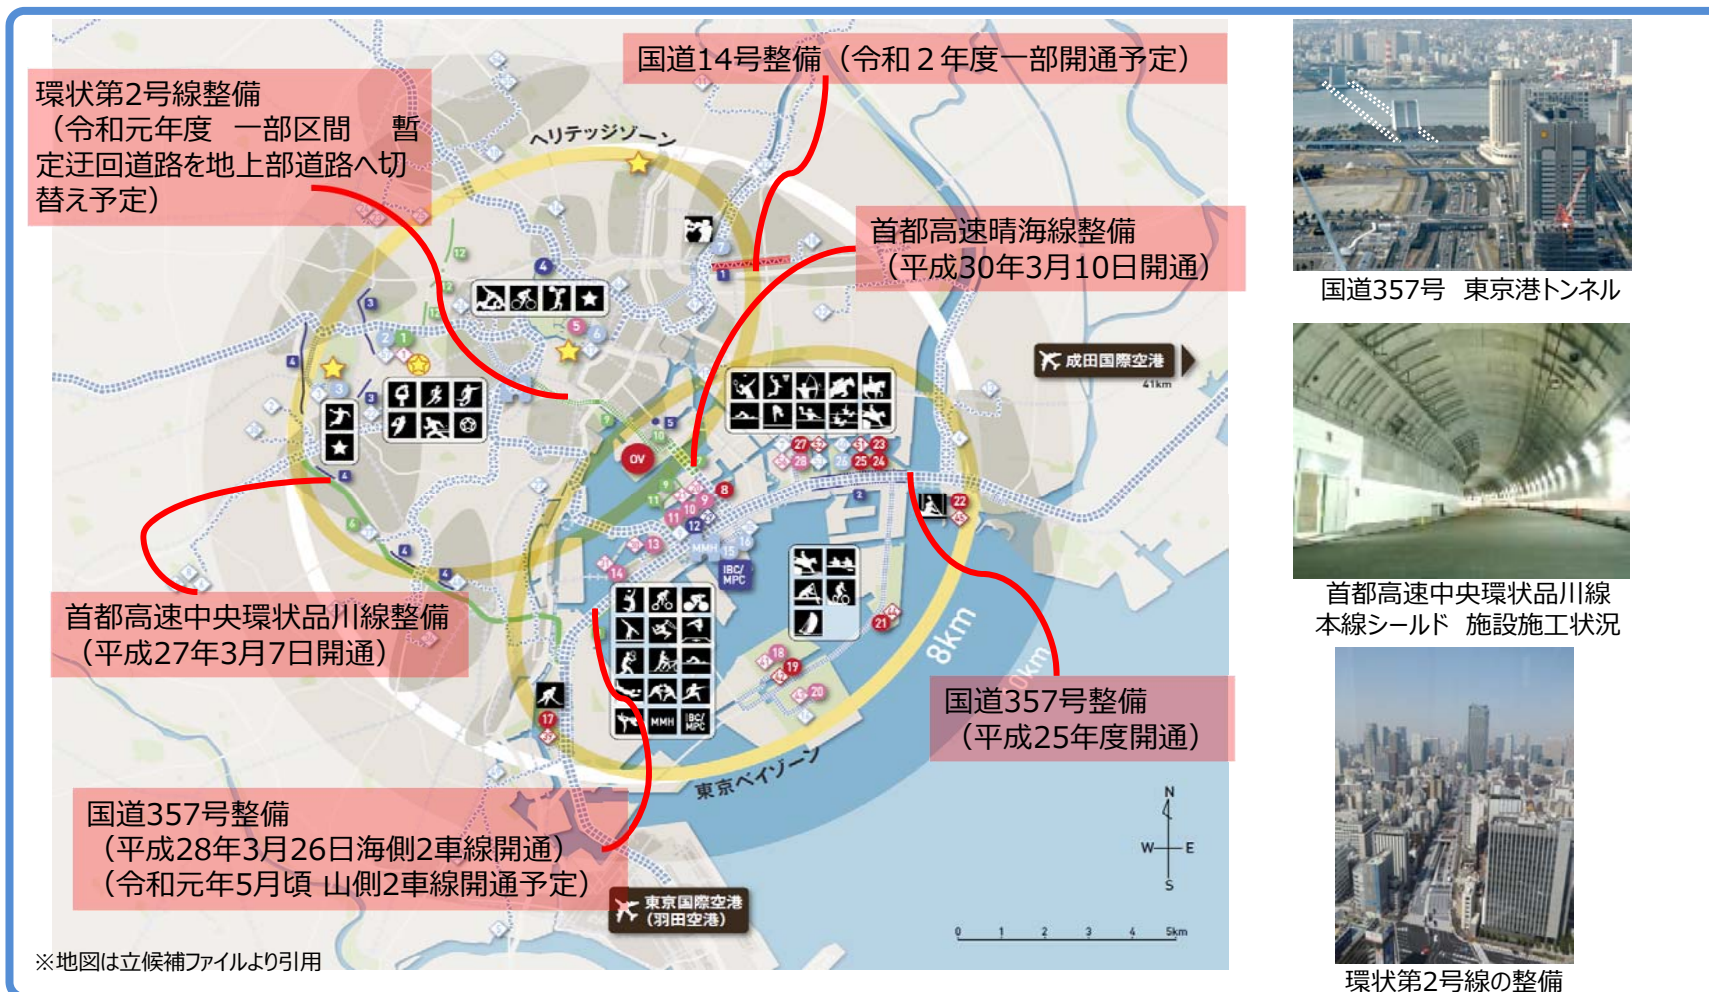 国道14号整備（令和２年度一部開通予定）
環状第2号線整備
（令和元年度　一部区間　暫
定迂回道路を地上部道路へ切
替え予定）
ヘリテッジゾーン
首都高速晴海線整備
（平成30年3月10日開通）
成田国際空港
41km
OV
MMH
IBC/
MPC
MMH
IBC/
MPC
首都高速中央環状品川線整備
（平成27年3月7日開通）
8km
国道357号整備
（平成25年度開通）
東京ベイゾーン
国道357号整備
（平成28年3月26日海側2車線開通）
（令和元年5月頃 山側2車線開通予定）
東京国際空港
（羽田空港）
N
W E
S
0 1 2 3 4 5km
※地図は立候補ファイルより引用
国道357号　東京港トンネル
首都高速中央環状品川線
本線シールド　施設施工状況
環状第2号線の整備